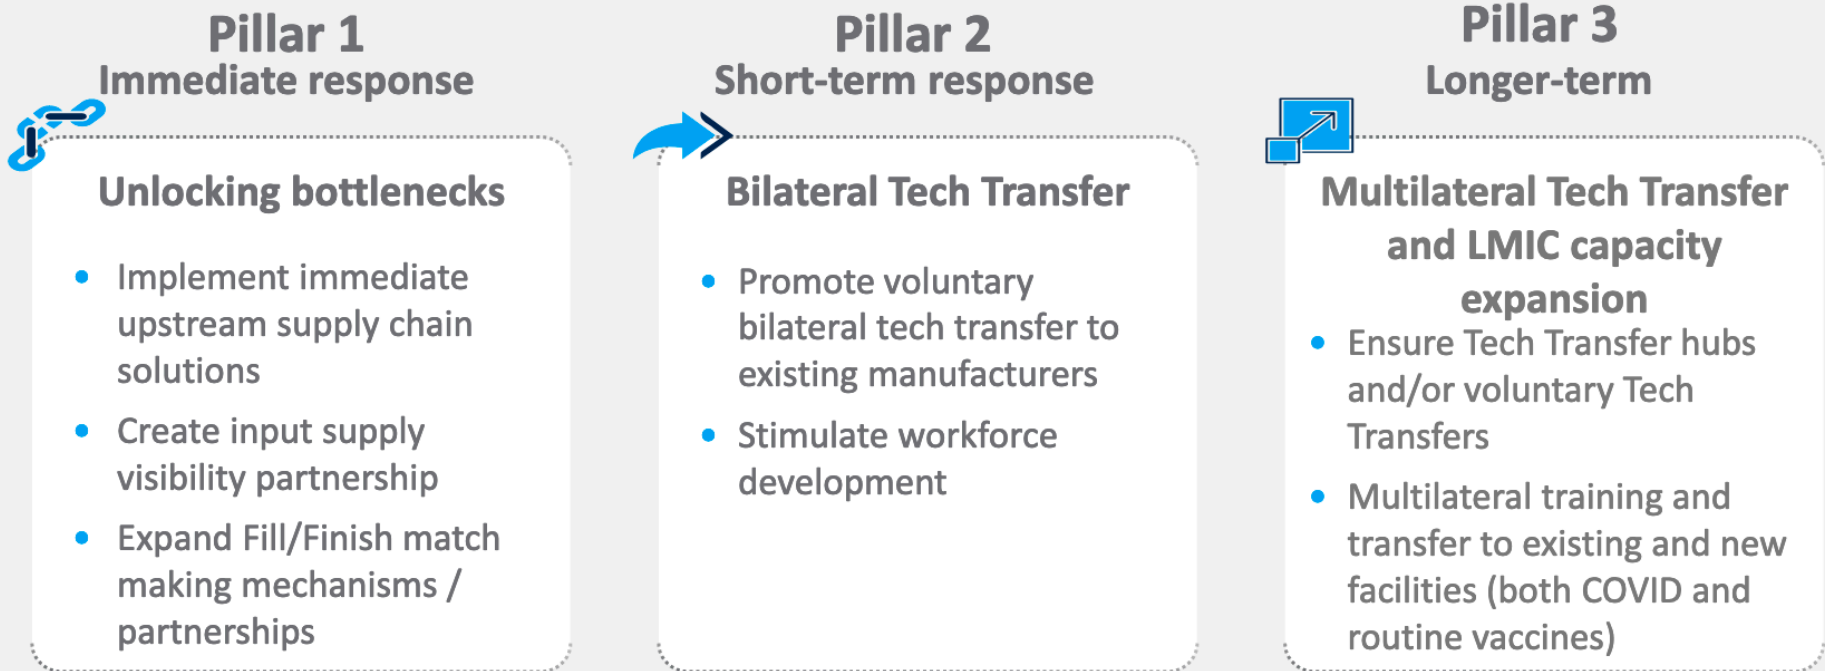 Pillar 1
Immediate response
Unlocking bottlenecks
• Implement immediate
upstream supply chain
solutions
• Create input supply
visibility partnership
• Expand Fill/Finish match
making mechanisms /
partnerships
Pillar 2
Short-term response
Bilateral Tech Transfer
• Promote voluntary
bilateral tech transfer to
existing manufacturers
• Stimulate workforce
development
Pillar 3
Longer-term
Multilateral Tech Transfer
and LMIC capacity
expansion
• Ensure Tech Transfer hubs
and/or voluntary Tech
Transfers
• Multilateral training and
transfer to existing and new
facilities (both COVID and
routine vaccines)